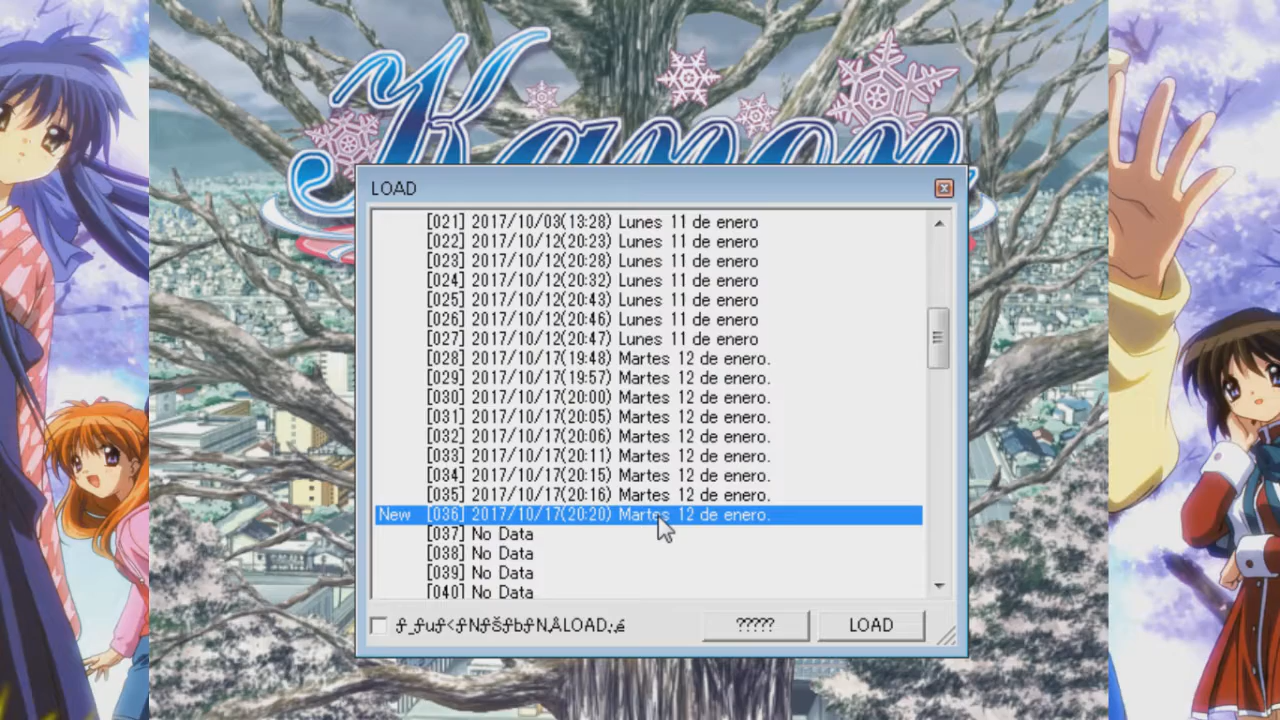 Kanon
LOAD
[021] 2017/10/03(13:28) Lunes 11 de enero
[022] 2017/10/12(20:23) Lunes 11 de enero
[023] 2017/10/12(20:28) Lunes 11 de enero
[024] 2017/10/12(20:32) Lunes 11 de enero
[025] 2017/10/12(20:43) Lunes 11 de enero
[026] 2017/10/12(20:46) Lunes 11 de enero
[027] 2017/10/12(20:47) Lunes 11 de enero
[028] 2017/10/17(19:48) Martes 12 de enero.
[029] 2017/10/17(19:57) Martes 12 de enero.
[030] 2017/10/17(20:00) Martes 12 de enero.
[031] 2017/10/17(20:05) Martes 12 de enero.
[032] 2017/10/17(20:06) Martes 12 de enero.
[033] 2017/10/17(20:11) Martes 12 de enero.
[034] 2017/10/17(20:15) Martes 12 de enero.
[035] 2017/10/17(20:16) Martes 12 de enero.
New [036] 2017/10/17(20:20) Martes 12 de enero.
[037] No Data
[038] No Data
[039] No Data
[040] No Data
ƒ_ƒuƒ‹ƒNƒŠƒbƒN‚ÅLOAD‚·‚é
?????
LOAD